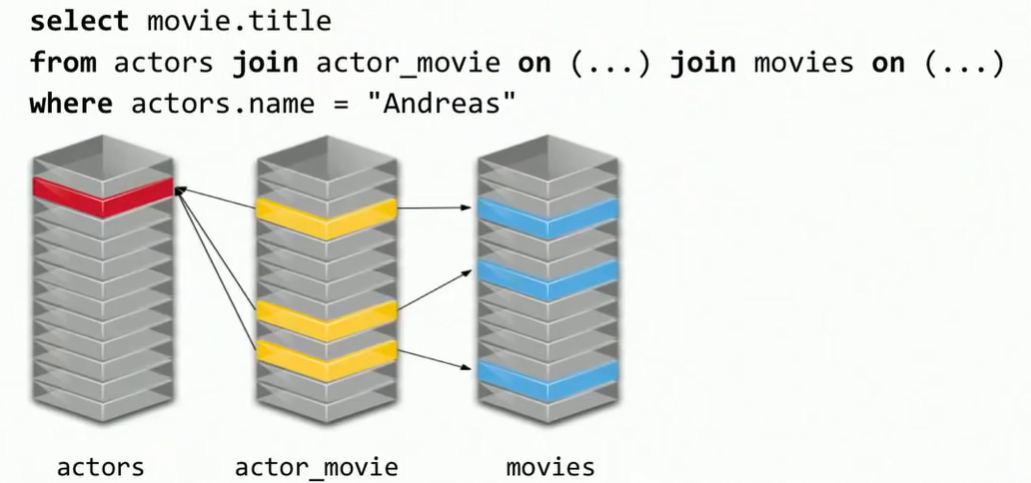 select movie.title
from actors join actor_movie on (...) join movies on (...)
where actors.name = "Andreas"
actors actor_movie movies